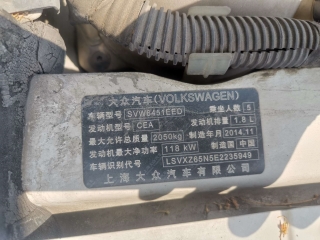 大众汽车(VOLKSWAGEN)
车辆型号 SVW6451EED 乘坐人数 5
发动机型号 CEA 发动机排量 1.8 L
最大允许总质量 2050kg 制造年月 2014.11
发动机最大净功率 118 kW 制造国 中国
车辆识别代号 LSVXZ65N5E2235949
上海大众汽车有限公司